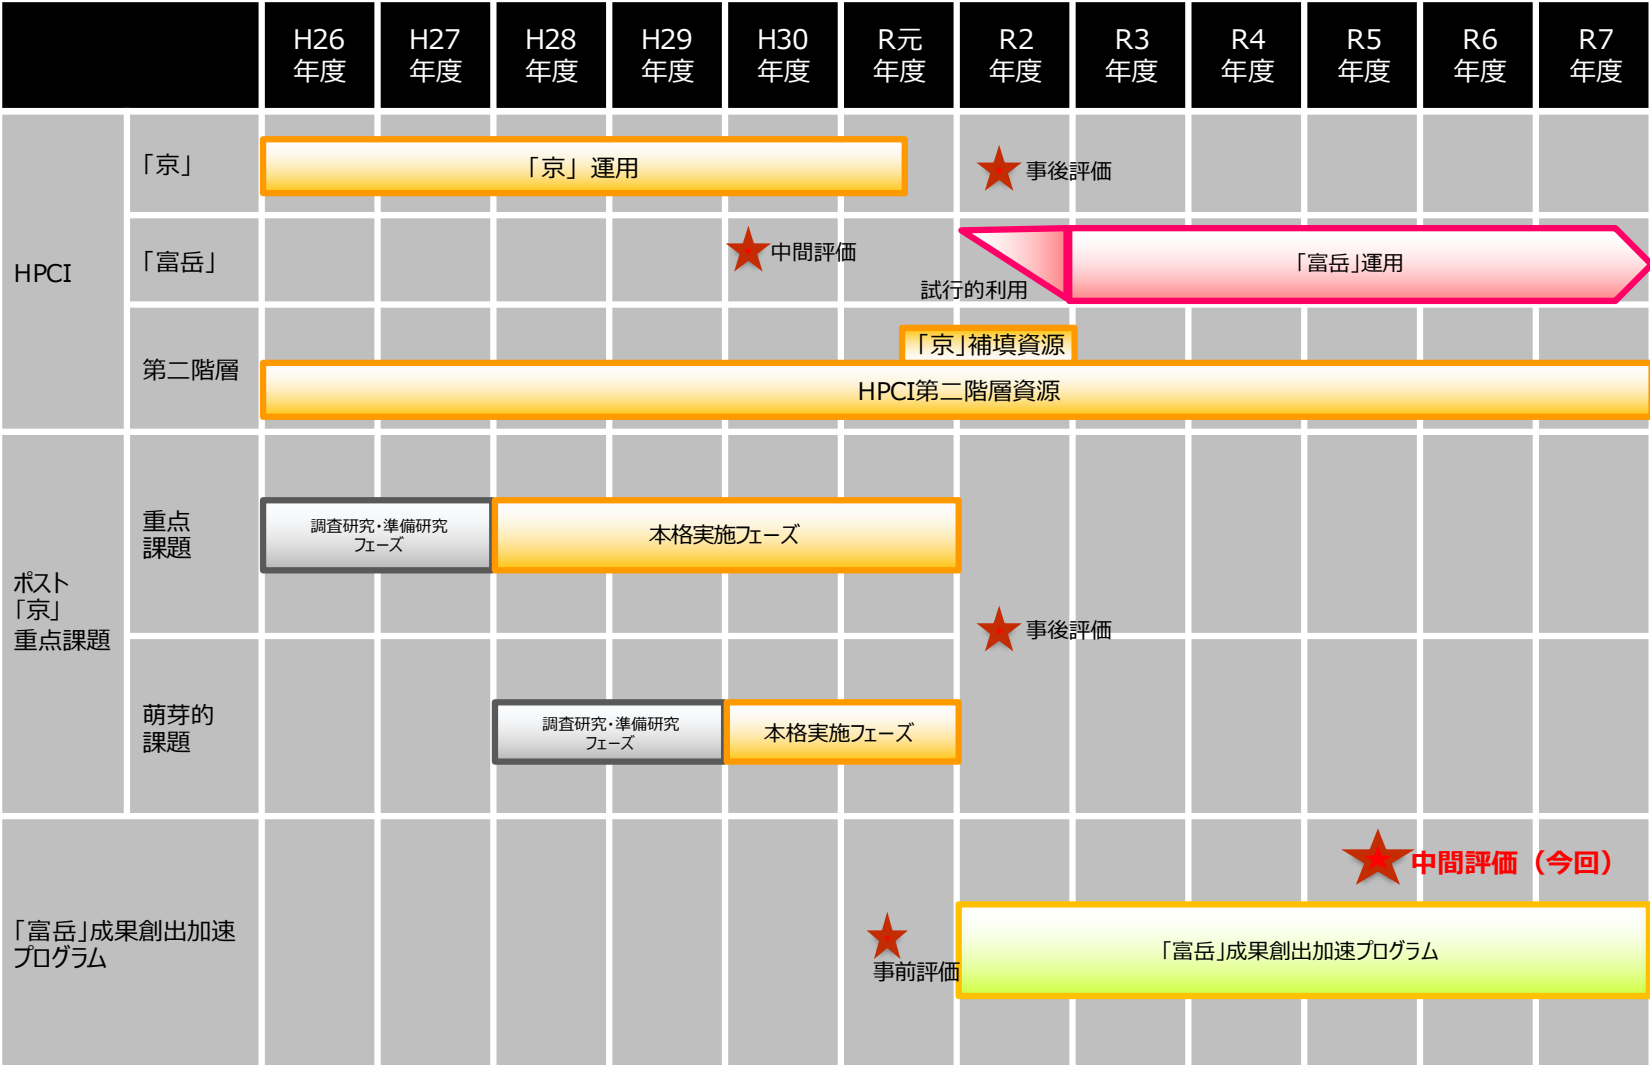 H26
年度
H27
年度
H28
年度
H29
年度
H30
年度
R元
年度
R2
年度
R3
年度
R4
年度
R5
年度
R6
年度
R7
年度
HPCI
「京」
「京」運用
事後評価
「富岳」
中間評価
試行的利用
「富岳」運用
第二階層
「京」補填資源
HPCI第二階層資源
ポスト
「京」
重点課題
重点
課題
調査研究・準備研究
フェーズ
本格実施フェーズ
事後評価
萌芽的
課題
調査研究・準備研究
フェーズ
本格実施フェーズ
「富岳」成果創出加速
プログラム
事前評価
中間評価（今回）
「富岳」成果創出加速プログラム